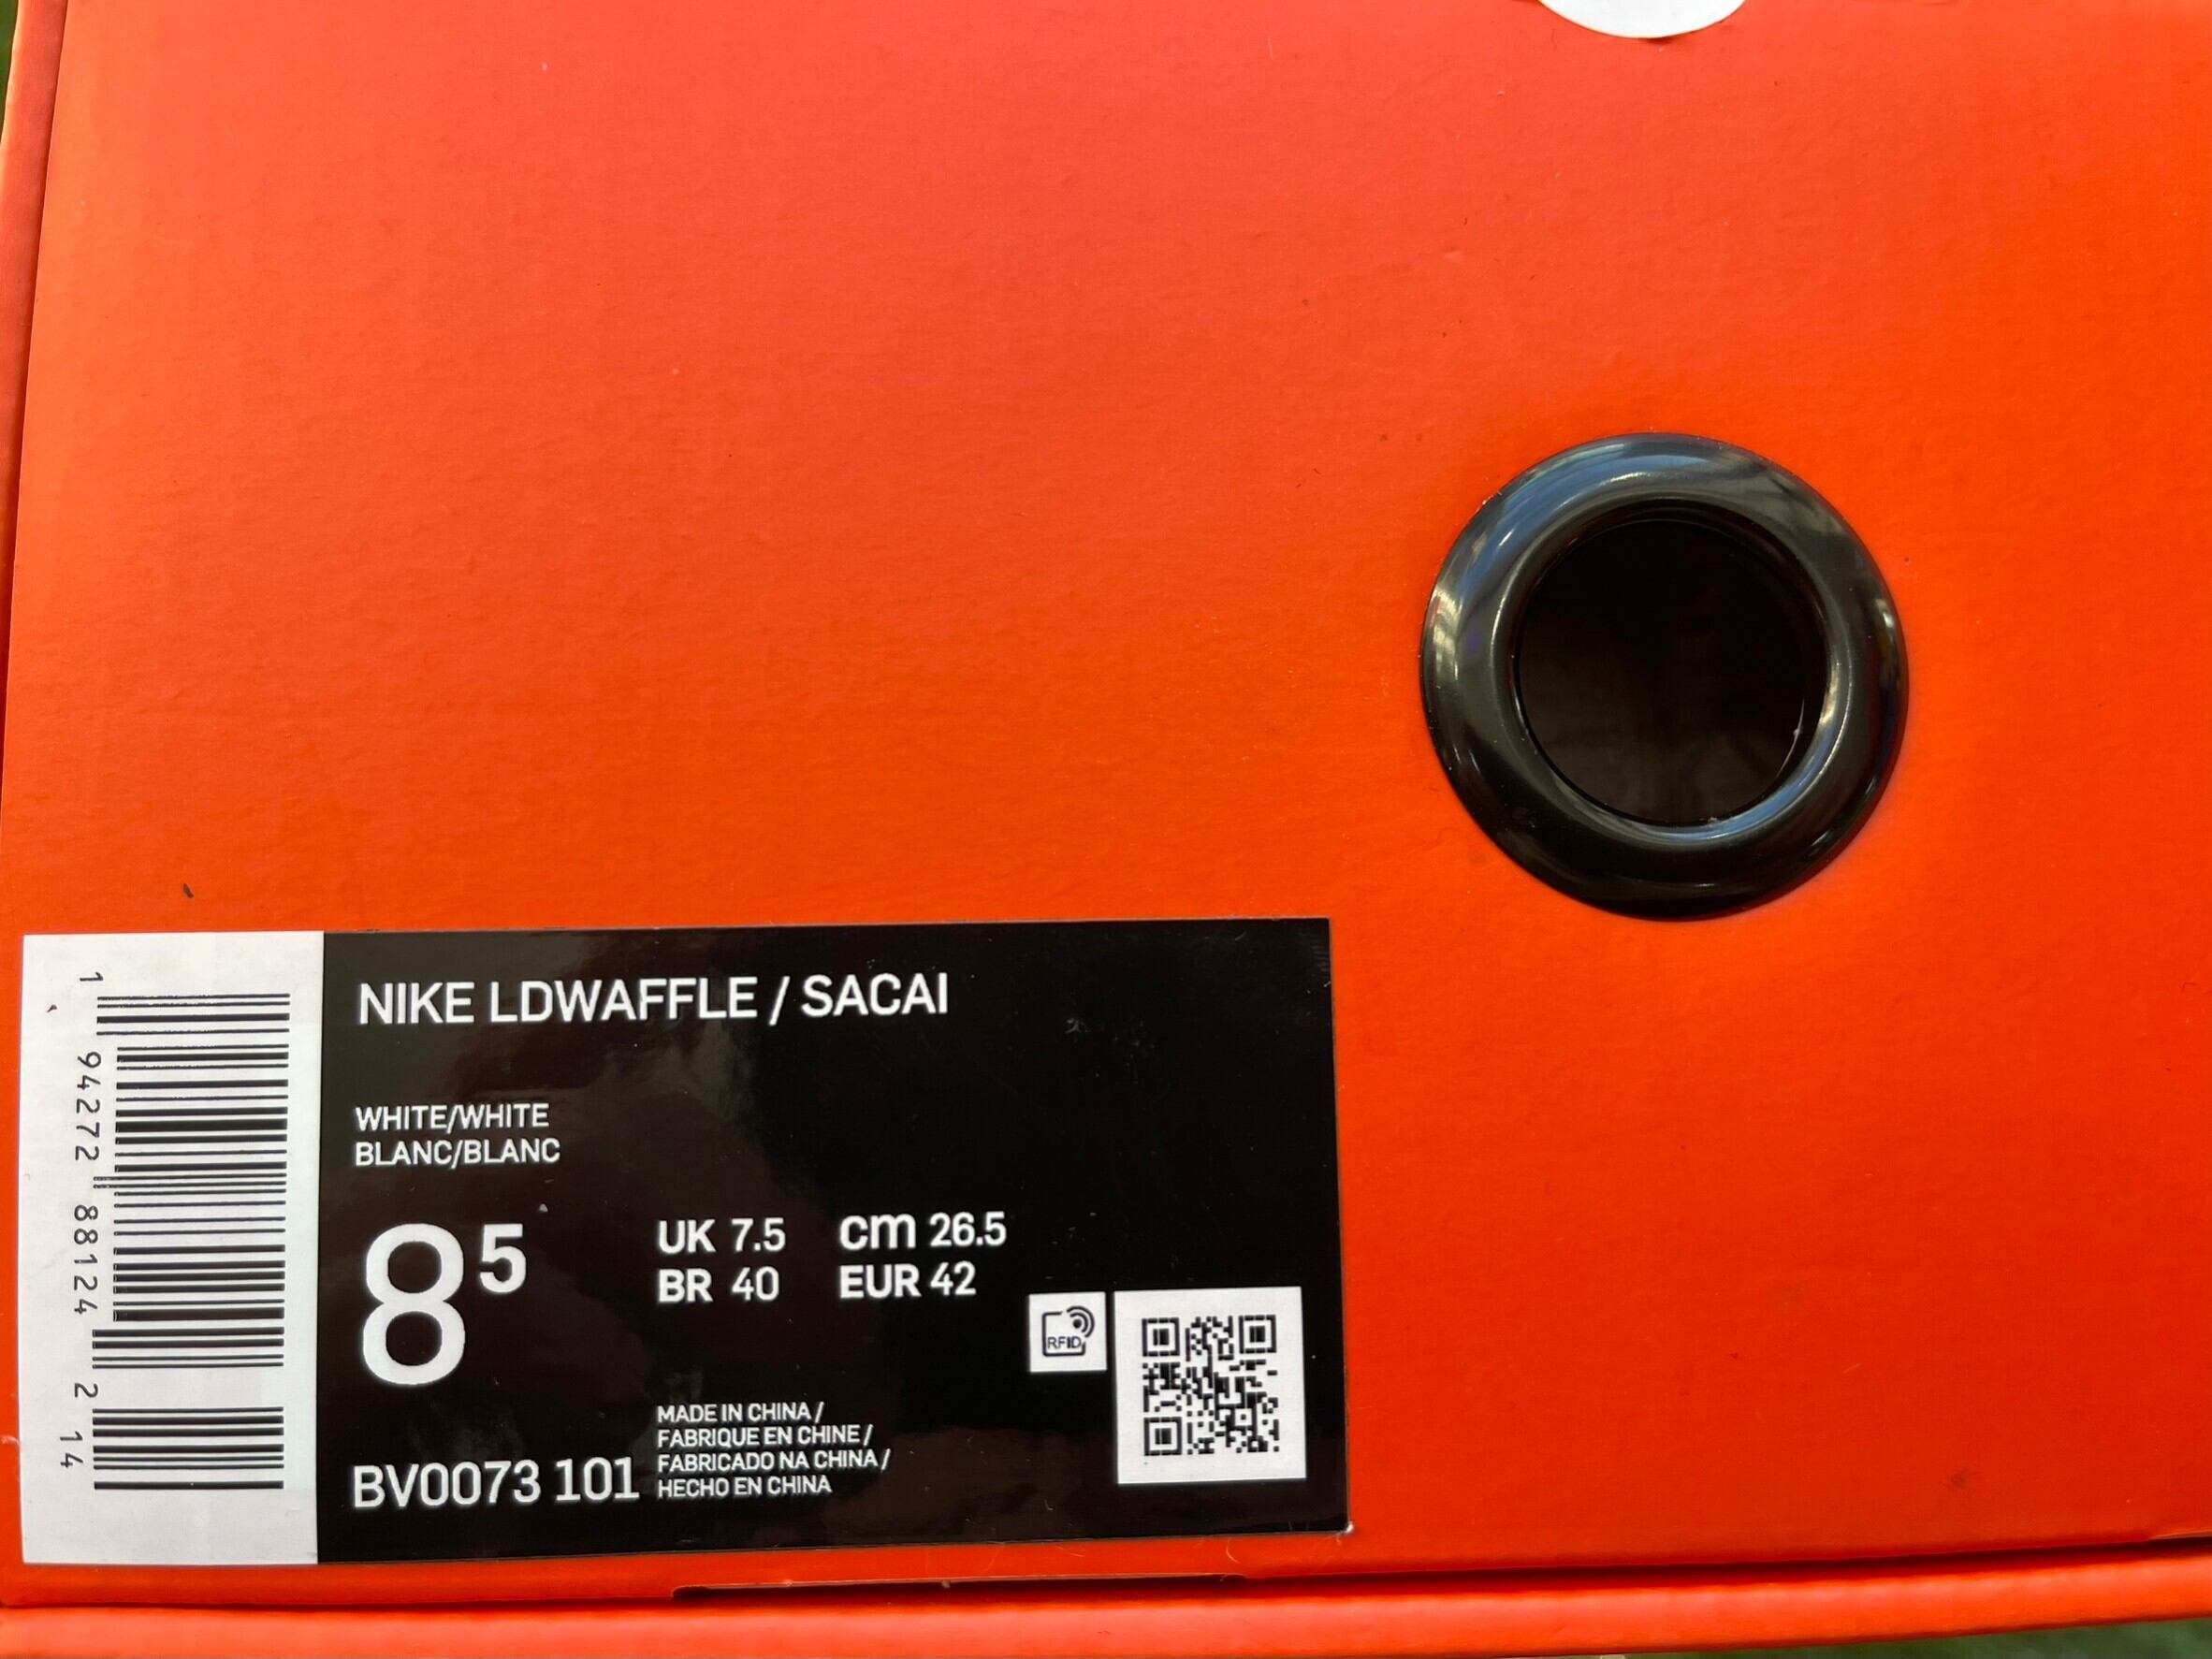 NIKE LDWAFFLE / SACAI
WHITE/WHITE
BLANC/BLANC
8 5
UK 7.5 cm 26.5
BR 40 EUR 42
RFID
MADE IN CHINA /
FABRIQUE EN CHINE /
FABRICADO NA CHINA /
HECHO EN CHINA
BV0073 101
1 94272 88124 2 14